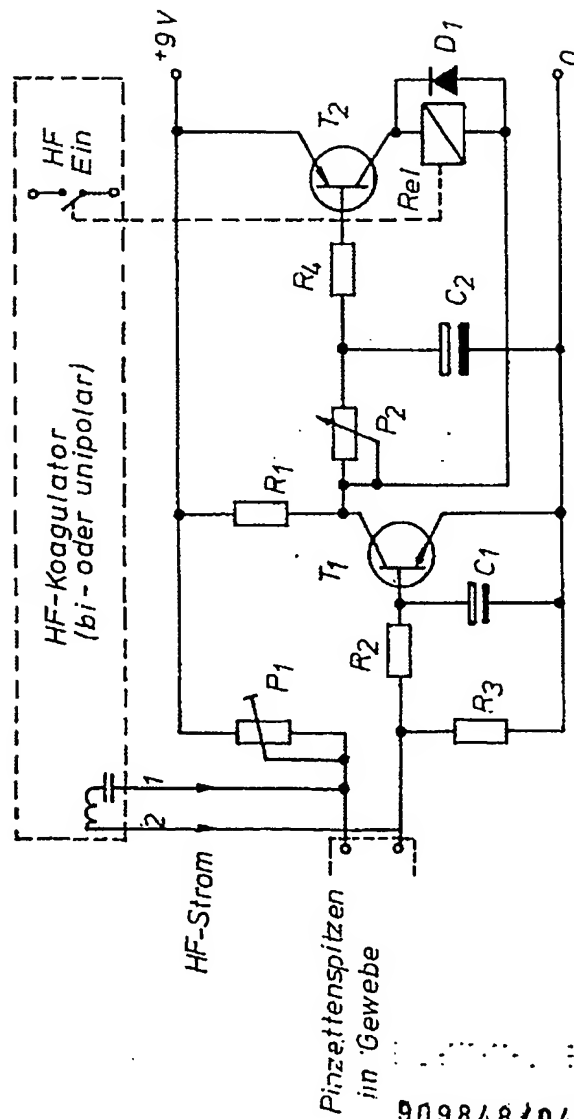 HF-Koagulator
(bi- oder unipolar)
HF
Ein
+9V
HF-Strom
1
2
P1
R1
T2
D1
Rel
R4
P2
C2
T1
R2
C1
R3
0
Pinzettenspitzen
im Gewebe